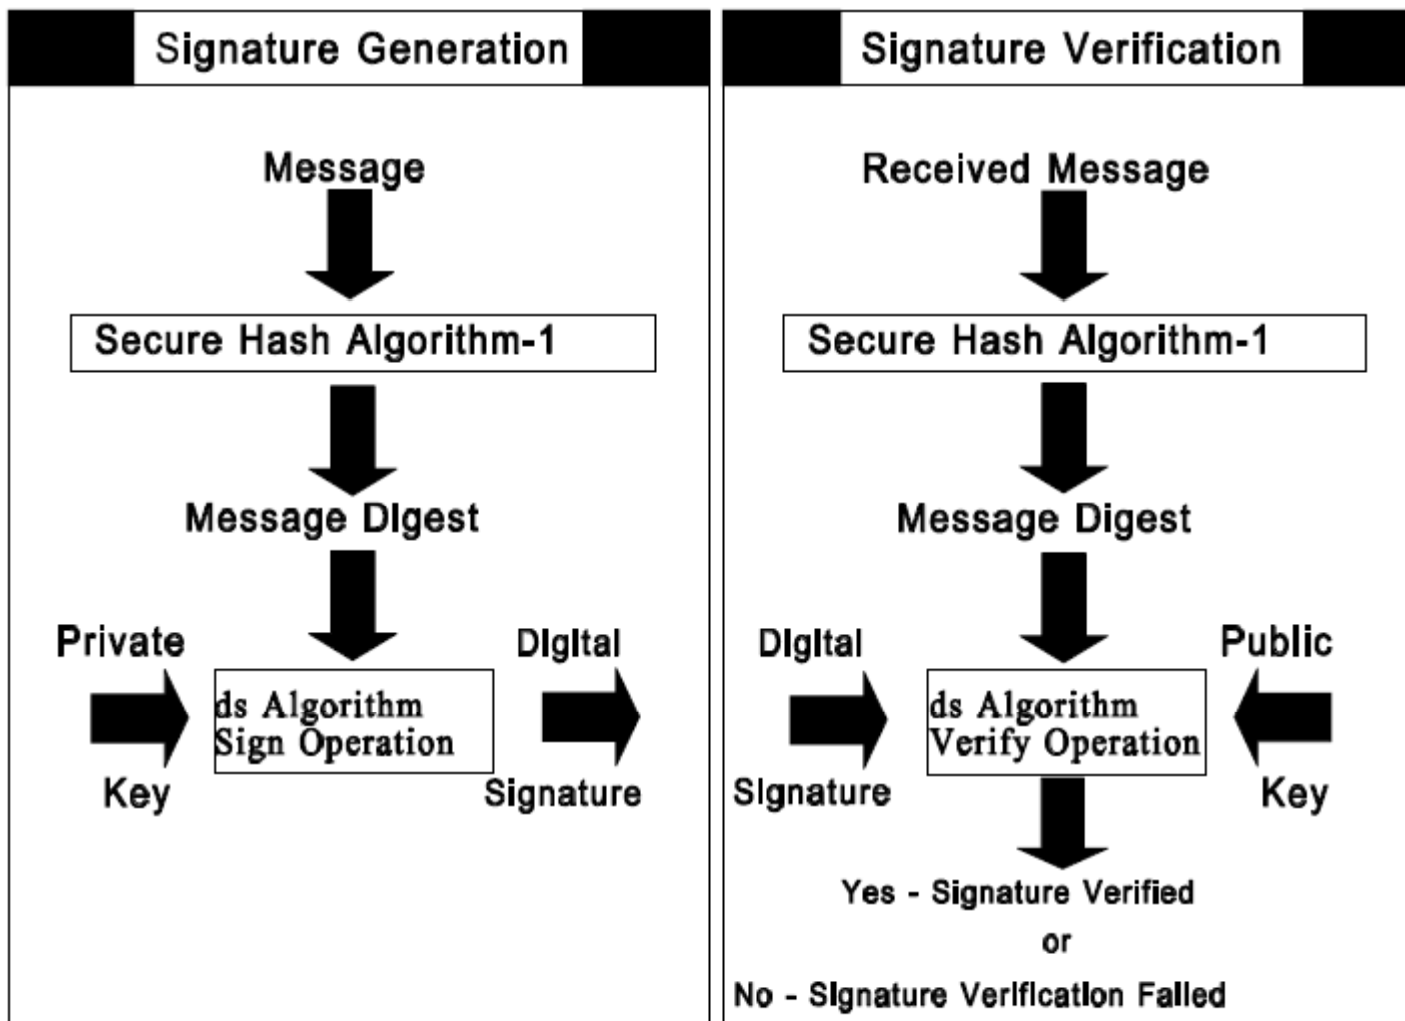 Signature Generation
Message
Secure Hash Algorithm-1
Message Digest
Private
Key
ds Algorithm
Sign Operation
Digital
Signature
Signature Verification
Received Message
Secure Hash Algorithm-1
Message Digest
Digital
Signature
ds Algorithm
Verify Operation
Public
Key
Yes - Signature Verified
or
No - Signature Verification Failed